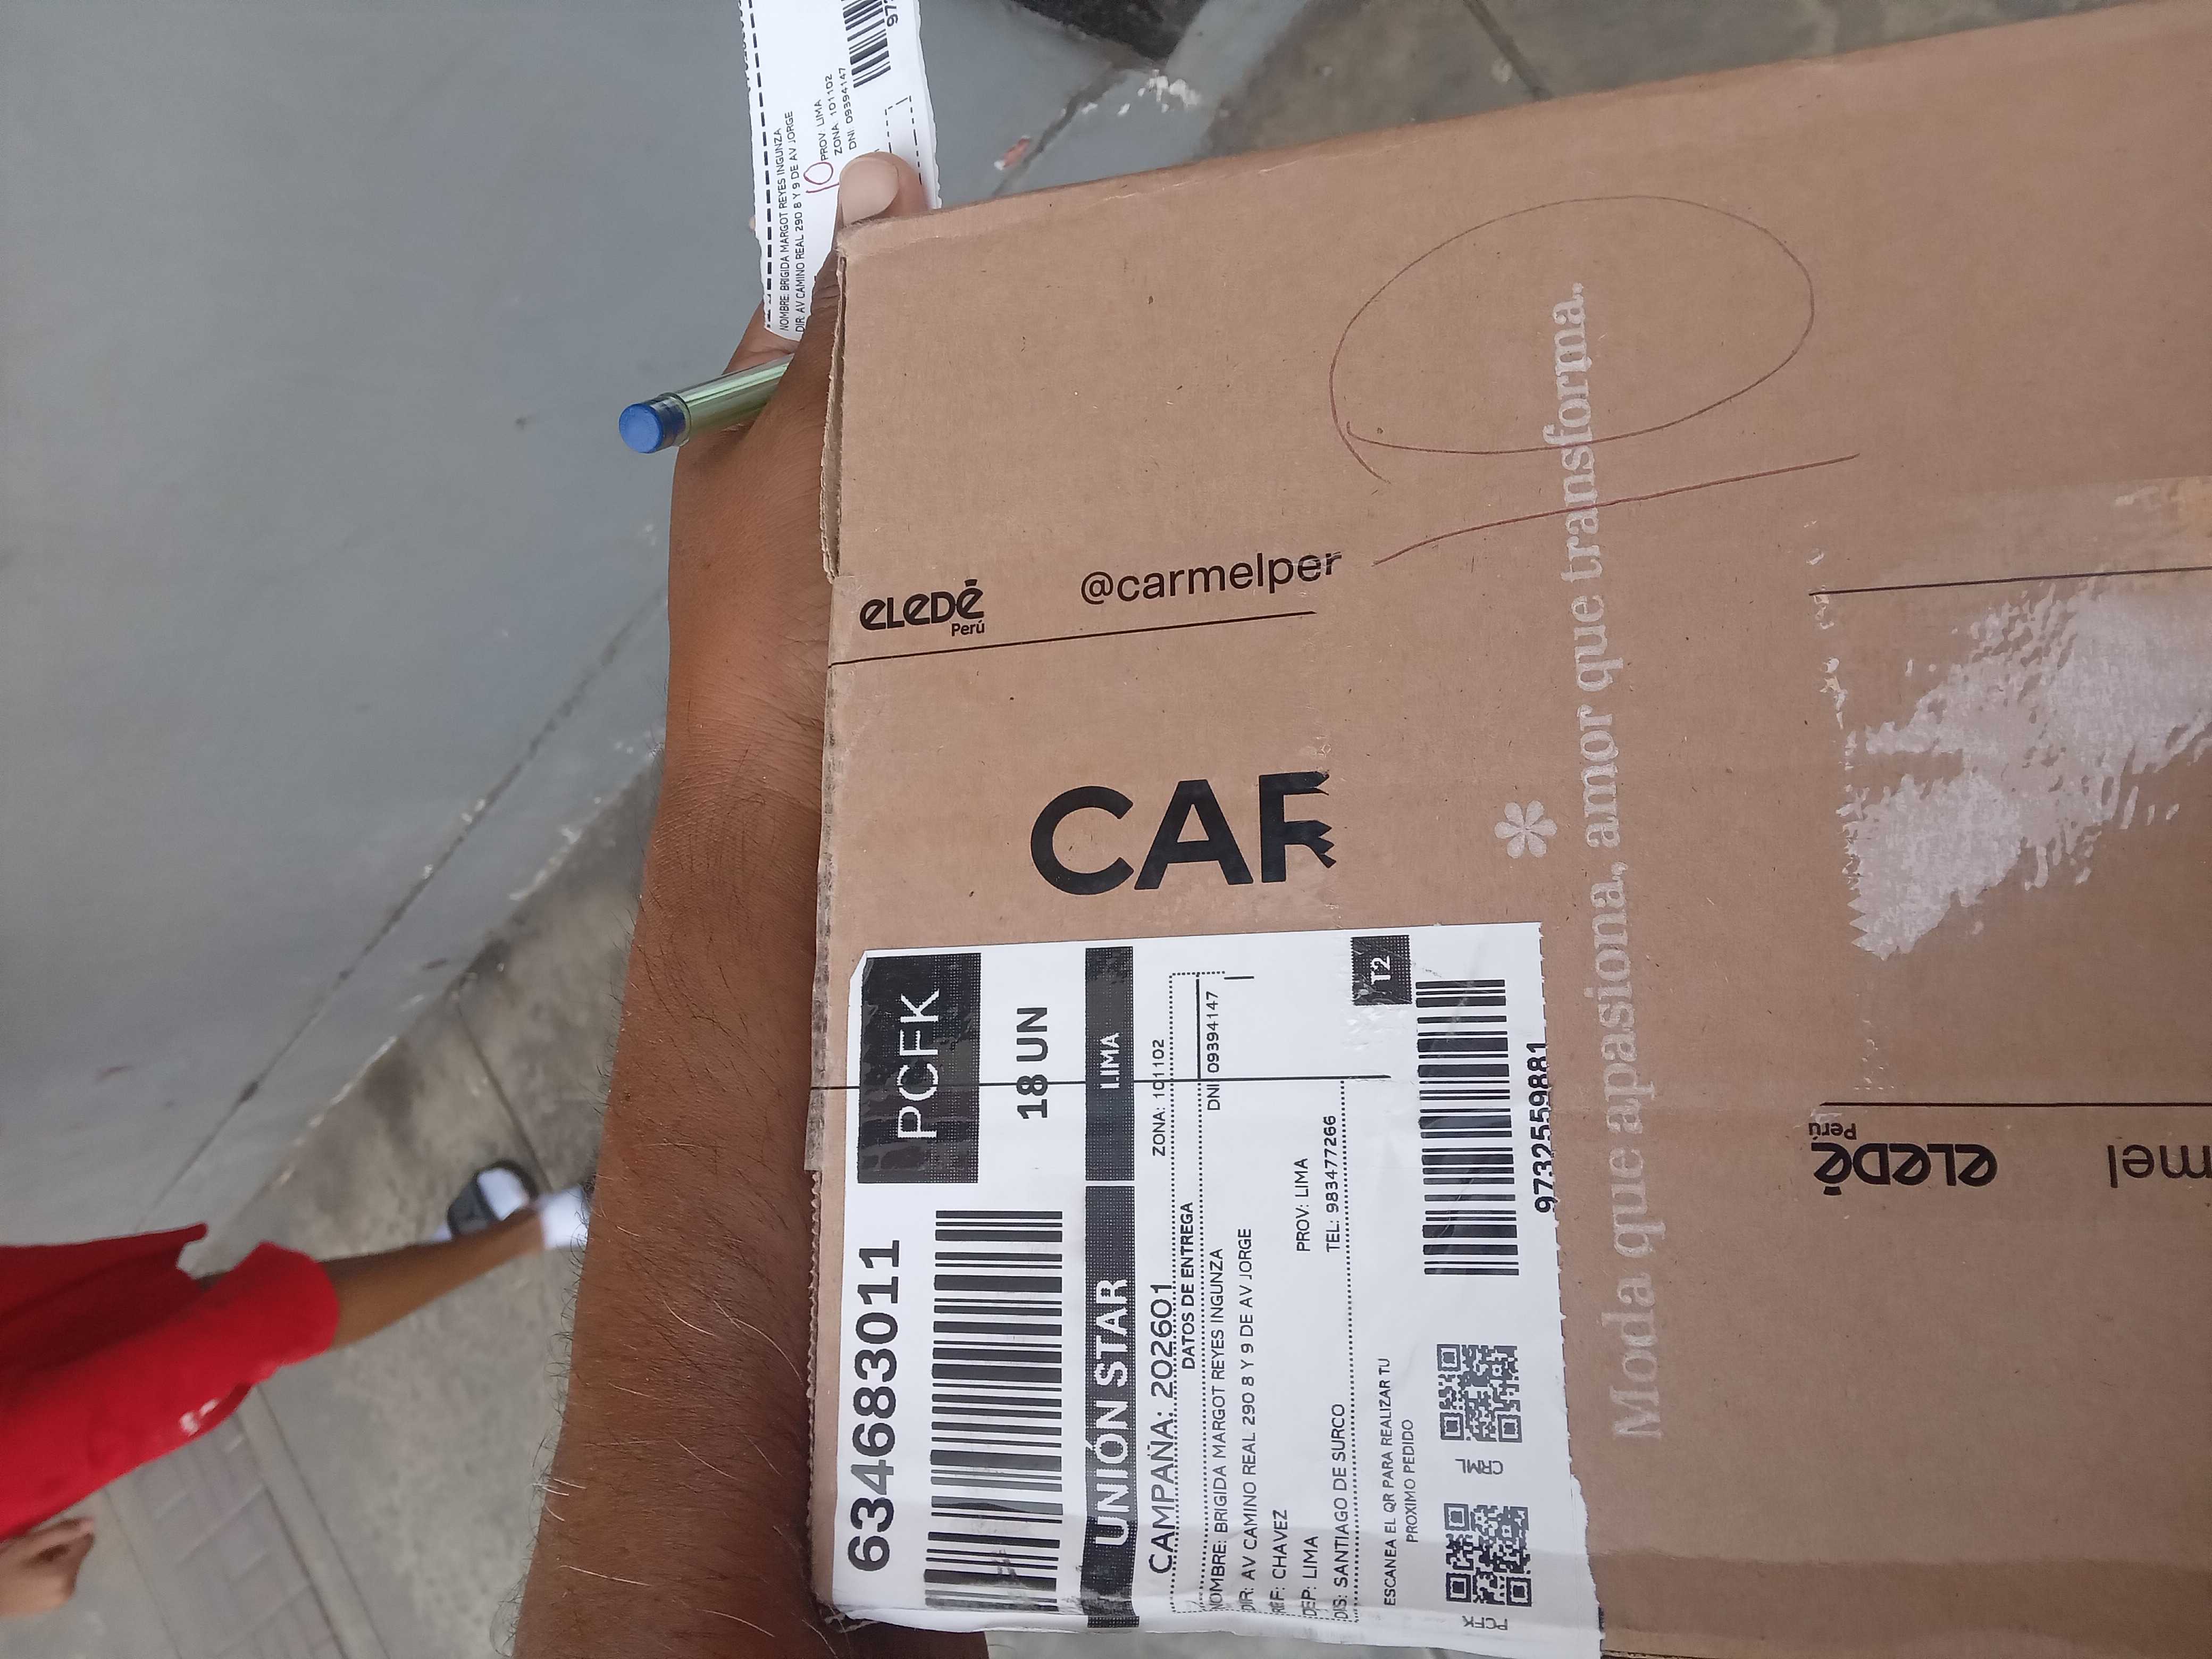 NOMBRE: BRIGIDA MARGOT REYES INGUNZA
DIR: AV CAMINO REAL 290 8 Y 9 DE AV JORGE
10
PROV: LIMA
ZONA: 101102
DNI: 09394147
eLeDé
Perú
@carmelper
CAR
Moda que apasiona, amor que transforma.
634683011
PCFK
18 UN
UNIÓN STAR
LIMA
CAMPAÑA: 202601
ZONA: 101102
DATOS DE ENTREGA
NOMBRE: BRIGIDA MARGOT REYES INGUNZA
DNI: 09394147
DIR: AV CAMINO REAL 290 8 Y 9 DE AV JORGE
REF: CHAVEZ
DEP: LIMA
PROV: LIMA
DIS: SANTIAGO DE SURCO
TEL: 983477266
T2
ESCANEA EL QR PARA REALIZAR TU
PROXIMO PEDIDO
PCFK
CRML
9732559881
eLeDé
Perú
mel